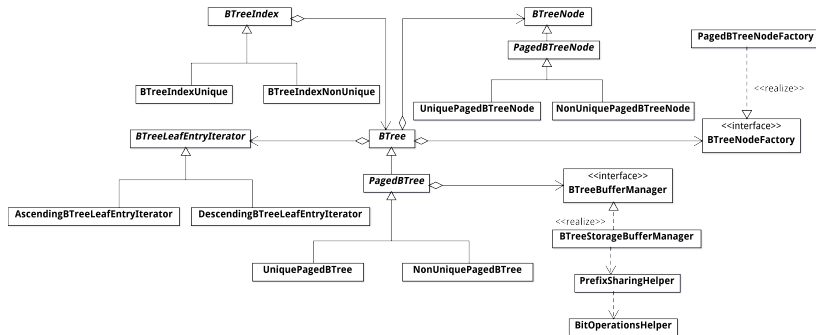 BTreeIndex
BTreeNode
PagedBTreeNode
PagedBTreeNodeFactory
BTreeIndexUnique
BTreeIndexNonUnique
<<realize>>
UniquePagedBTreeNode
NonUniquePagedBTreeNode
BTreeLeafEntryIterator
BTree
<<interface>>
BTreeNodeFactory
PagedBTree
<<interface>>
BTreeBufferManager
AscendingBTreeLeafEntryIterator
DescendingBTreeLeafEntryIterator
<<realize>>
BTreeStorageBufferManager
UniquePagedBTree
NonUniquePagedBTree
PrefixSharingHelper
BitOperationsHelper